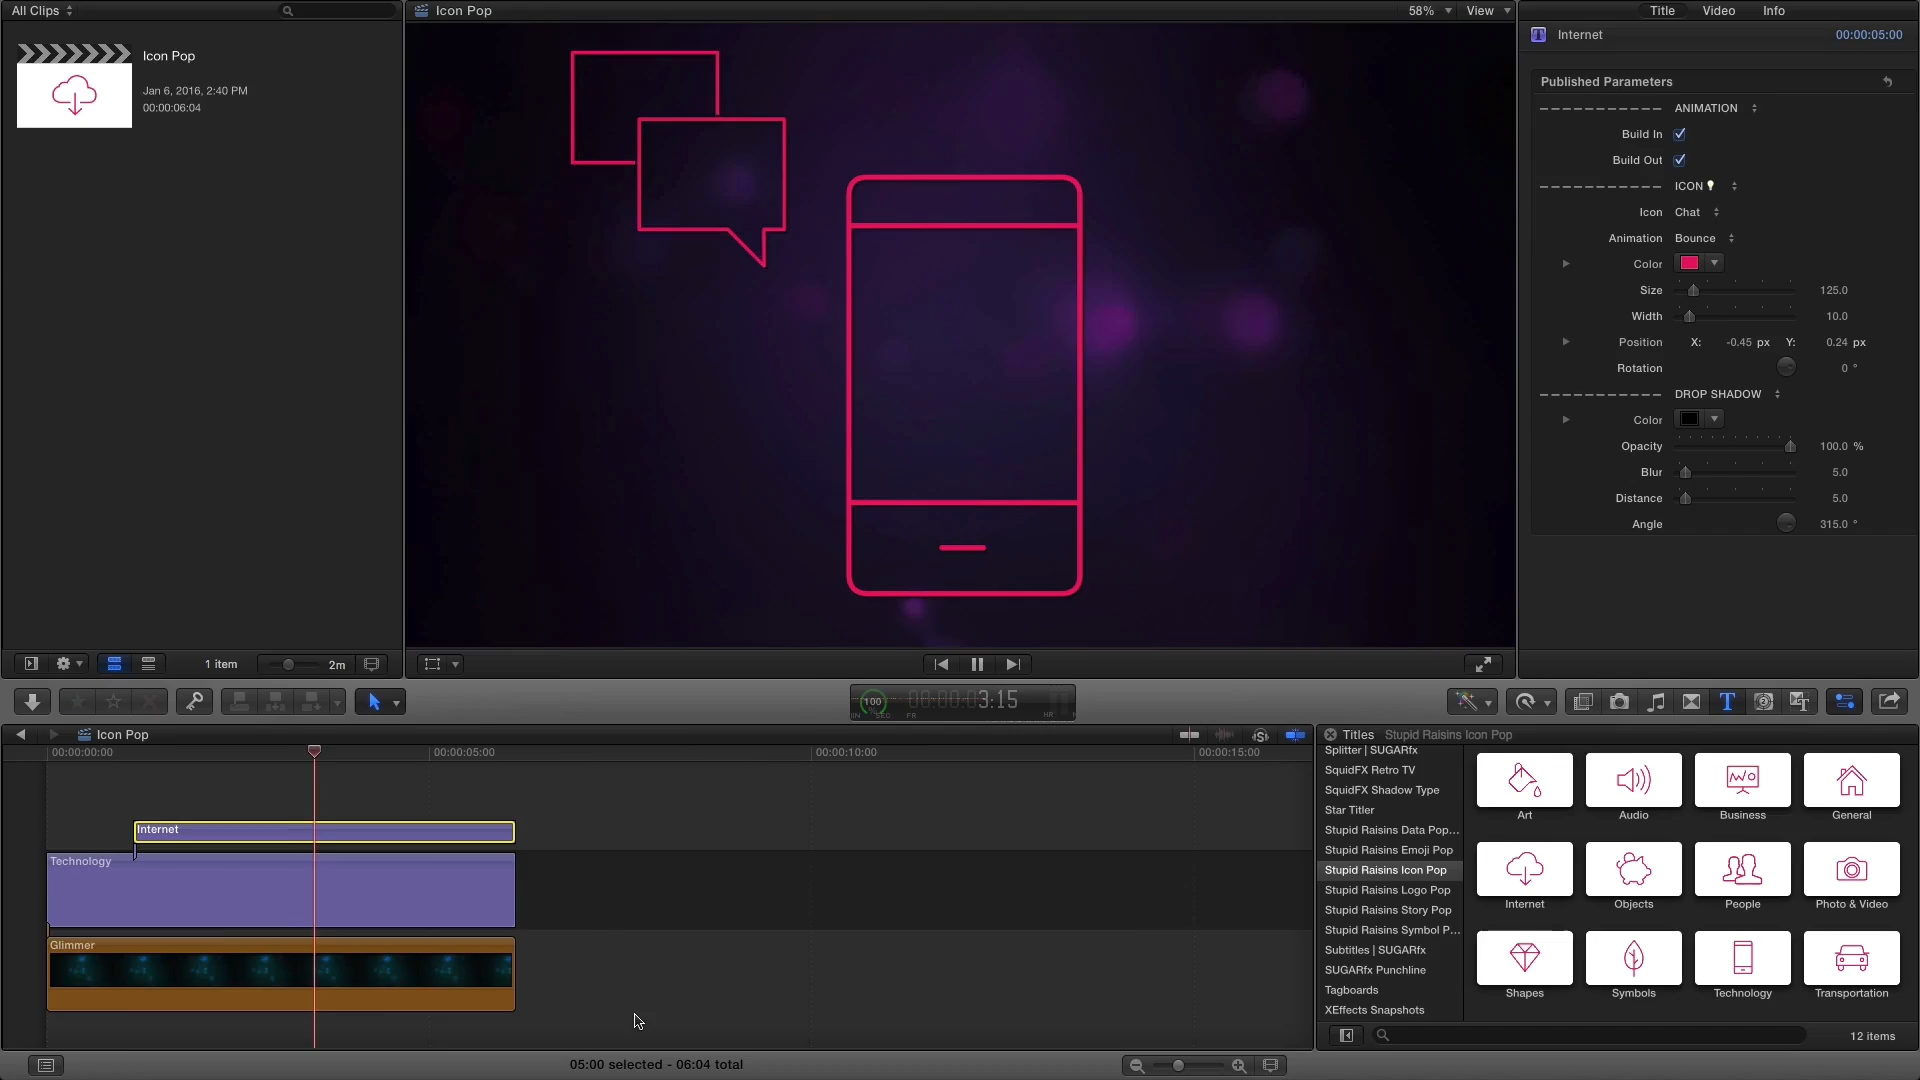 All Clips
Icon Pop
Jan 6, 2016, 2:40 PM
00:00:06:04
1 item
2m
Icon Pop
58%
View
Title
Video
Info
Internet
00:00:05:00
Published Parameters
ANIMATION
Build In
Build Out
ICON
Icon Chat
Animation Bounce
Color
Size 125.0
Width 10.0
Position X: -0.45 px Y: 0.24 px
Rotation 0 °
DROP SHADOW
Color
Opacity 100.0 %
Blur 5.0
Distance 5.0
Angle 315.0 °
100
3:15
SEC FR HR
Icon Pop
00:00:00:00
00:00:05:00
00:00:10:00
00:00:15:00
Internet
Technology
Glimmer
05:00 selected - 06:04 total
Titles Stupid Raisins Icon Pop
Splitter | SUGARfx
SquidFX Retro TV
SquidFX Shadow Type
Star Titler
Stupid Raisins Data Pop...
Stupid Raisins Emoji Pop
Stupid Raisins Icon Pop
Stupid Raisins Logo Pop
Stupid Raisins Story Pop
Stupid Raisins Symbol P...
Subtitles | SUGARfx
SUGARfx Punchline
Tagboards
XEffects Snapshots
Art
Audio
Business
General
Internet
Objects
People
Photo & Video
Shapes
Symbols
Technology
Transportation
12 items